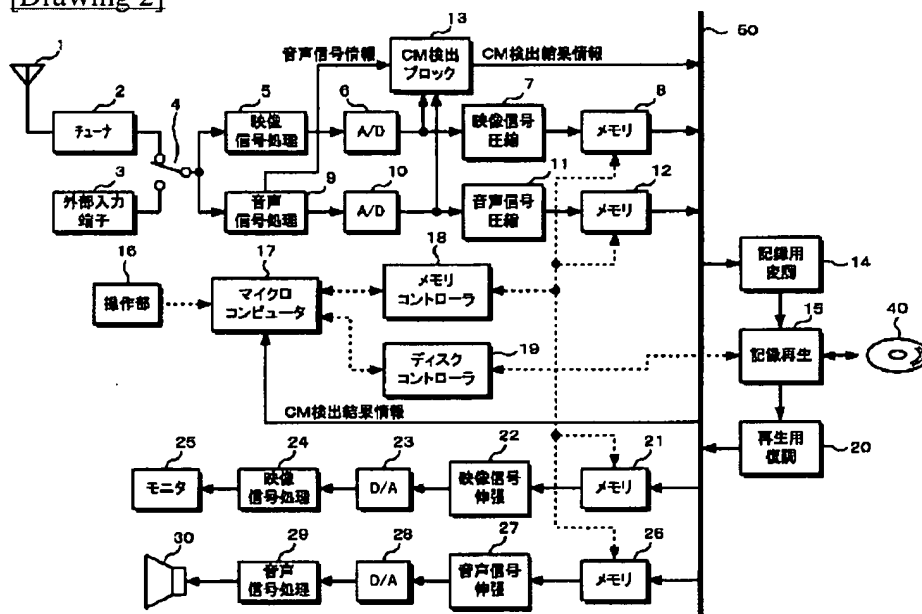 [Drawing 2]
13
50
1
音声信号情報
CM検出
ブロック
CM検出結果情報
2
チューナ
4
5
映像
信号処理
6
A/D
7
映像信号
圧縮
8
メモリ
3
外部入力
端子
9
音声
信号処理
10
A/D
11
音声信号
圧縮
12
メモリ
16
操作部
17
マイクロ
コンピュータ
18
メモリ
コントローラ
記録用
変調
14
19
ディスク
コントローラ
15
記録再生
40
CM検出結果情報
再生用
復調
20
25
モニタ
24
映像
信号処理
23
D/A
22
映像信号
伸張
21
メモリ
30
29
音声
信号処理
28
D/A
27
音声信号
伸張
26
メモリ